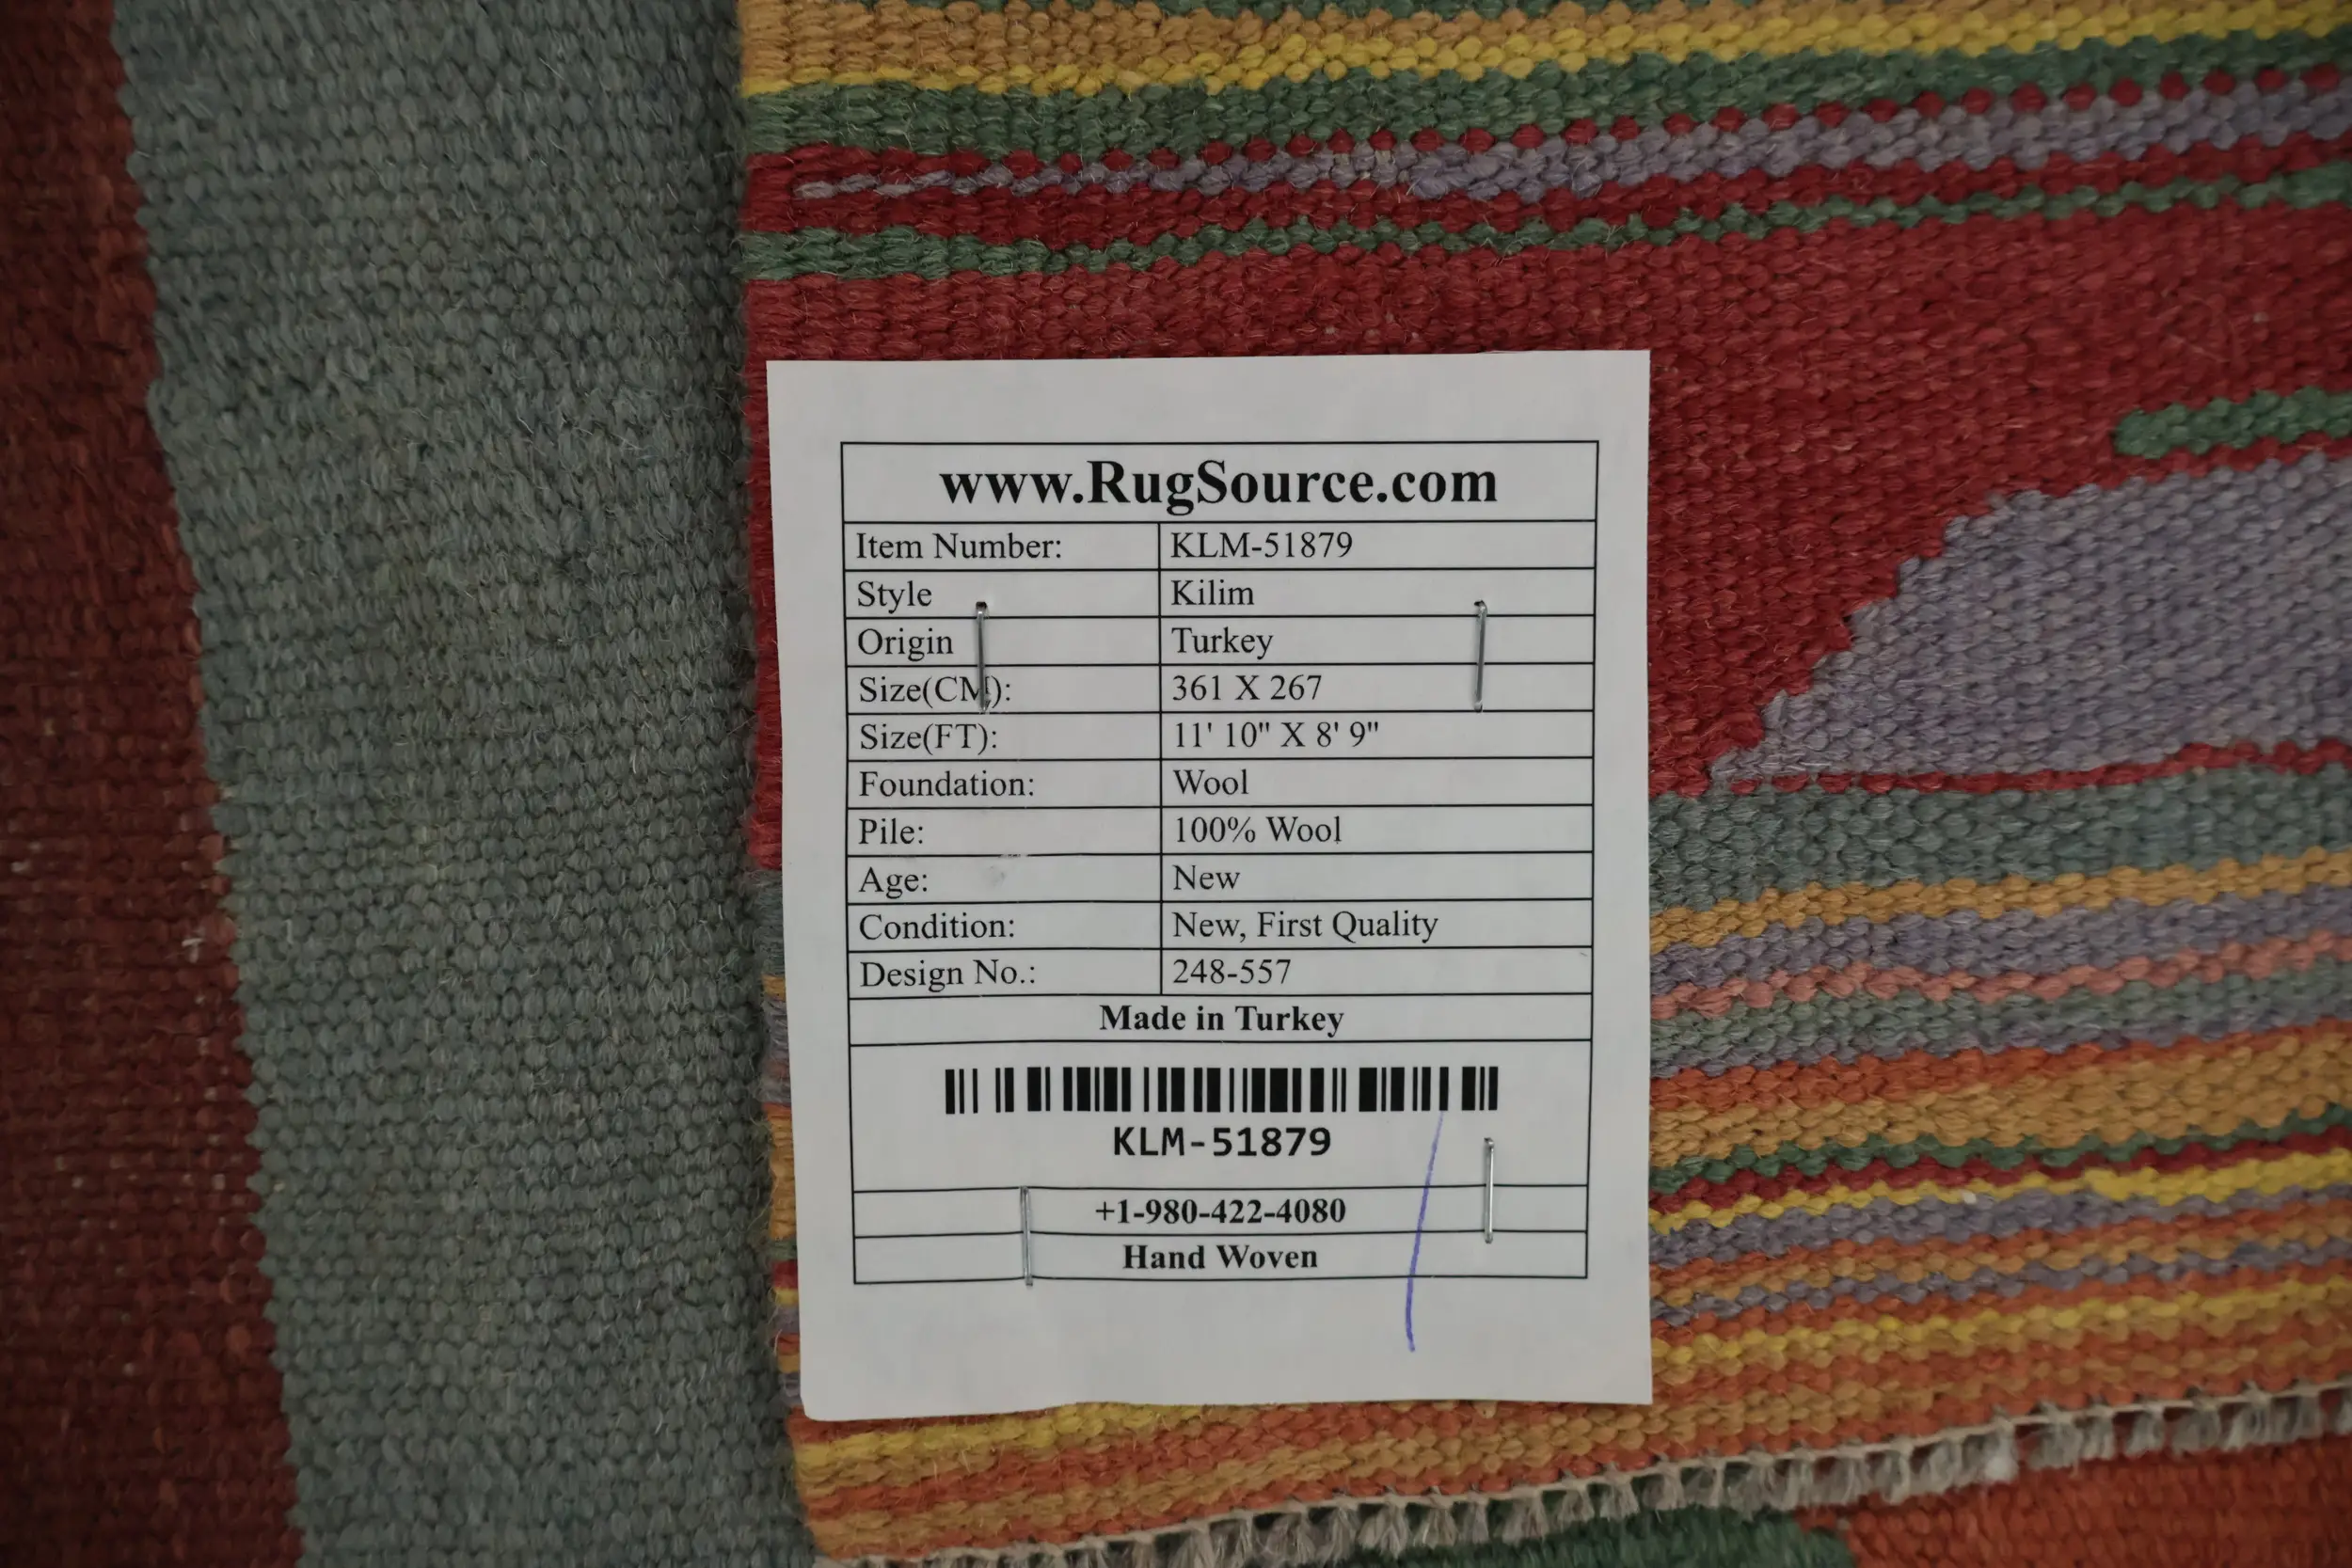 www.RugSource.com
Item Number: KLM-51879
Style Kilim
Origin Turkey
Size(CM): 361 X 267
Size(FT): 11' 10" X 8' 9"
Foundation: Wool
Pile: 100% Wool
Age: New
Condition: New, First Quality
Design No.: 248-557
Made in Turkey
KLM-51879
+1-980-422-4080
Hand Woven